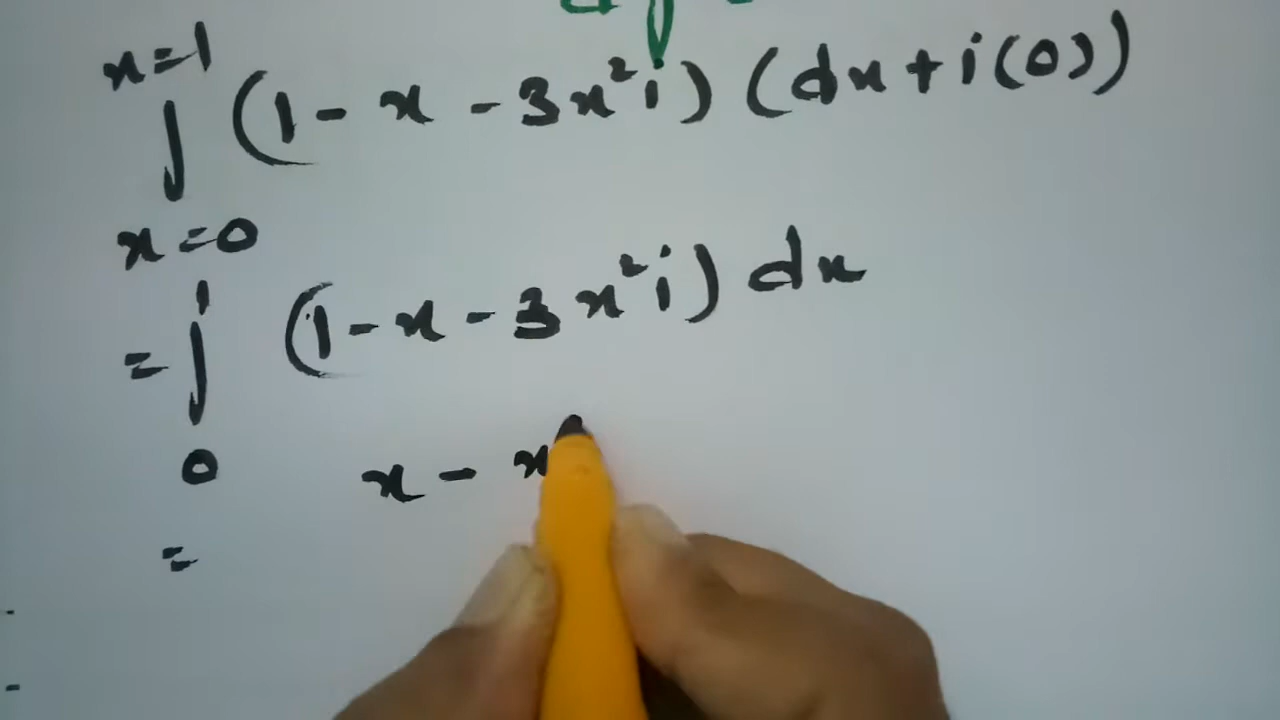 x=1
∫ (1 - x - 3x²i) (dx + i(0))
x=0
1
= ∫ (1 - x - 3x²i) dx
0
x - x
=